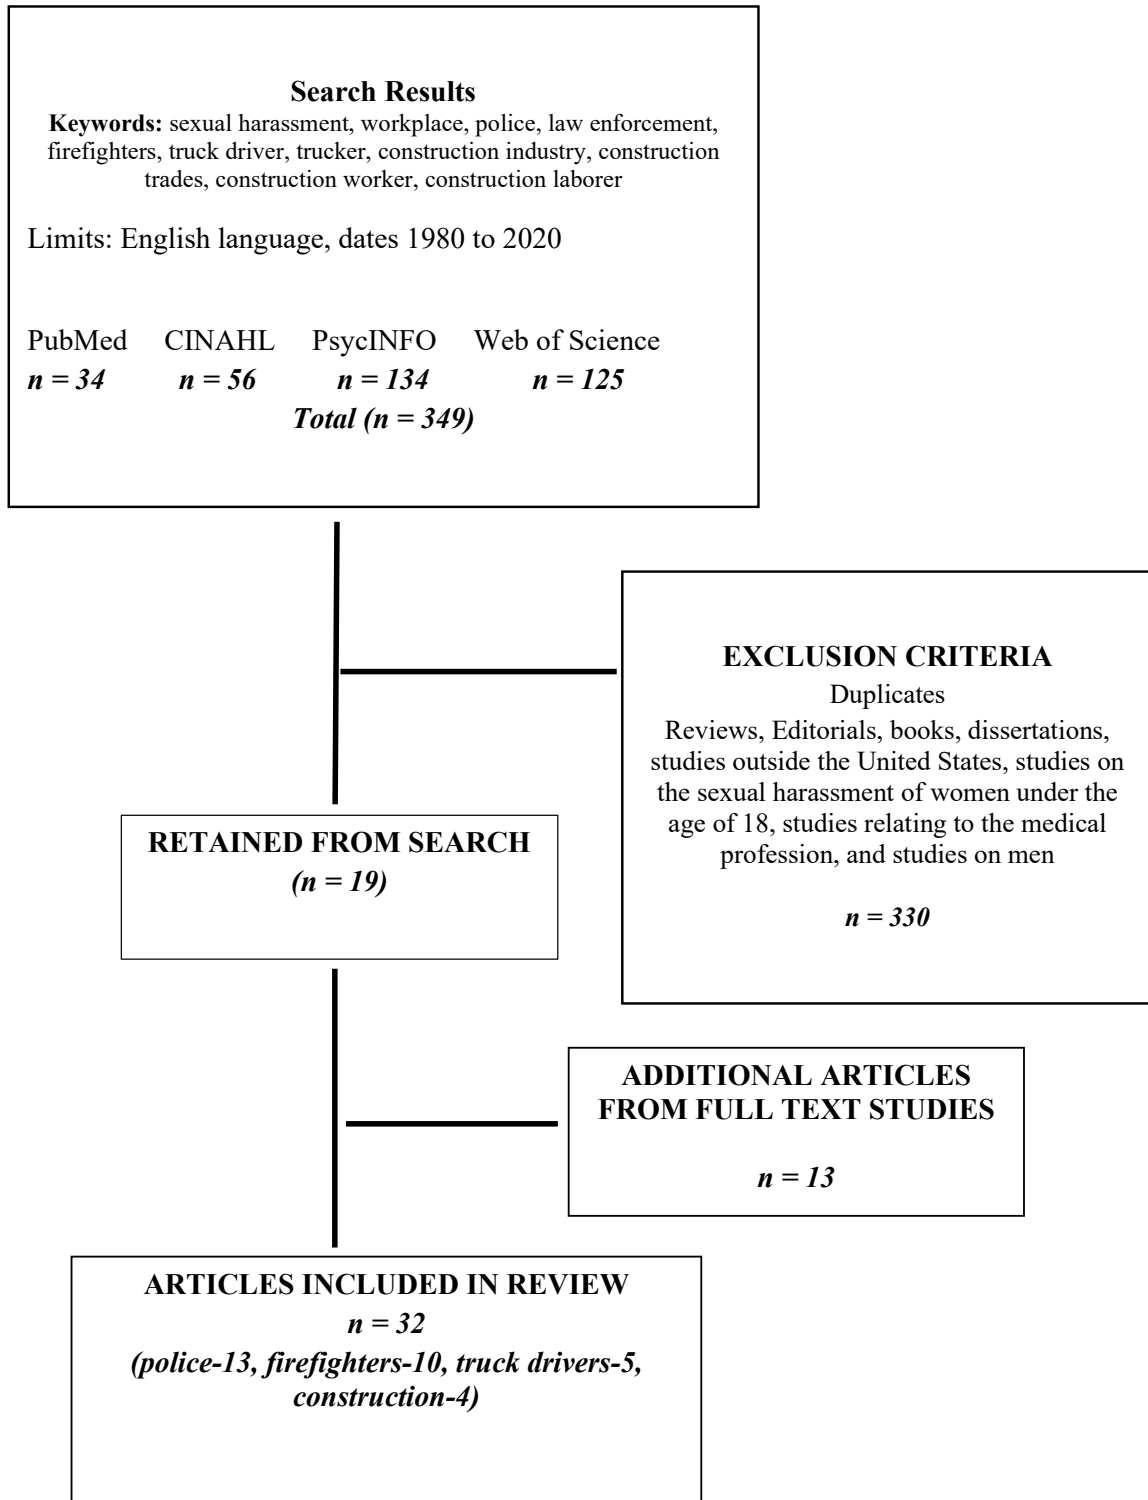 Search Results
Keywords: sexual harassment, workplace, police, law enforcement,
firefighters, truck driver, trucker, construction industry, construction
trades, construction worker, construction laborer
Limits: English language, dates 1980 to 2020
PubMed CINAHL PsycINFO Web of Science
n = 34 n = 56 n = 134 n = 125
Total (n = 349)
EXCLUSION CRITERIA
Duplicates
Reviews, Editorials, books, dissertations,
studies outside the United States, studies on
the sexual harassment of women under the
age of 18, studies relating to the medical
profession, and studies on men
n = 330
RETAINED FROM SEARCH
(n = 19)
ADDITIONAL ARTICLES
FROM FULL TEXT STUDIES
n = 13
ARTICLES INCLUDED IN REVIEW
n = 32
(police-13, firefighters-10, truck drivers-5,
construction-4)